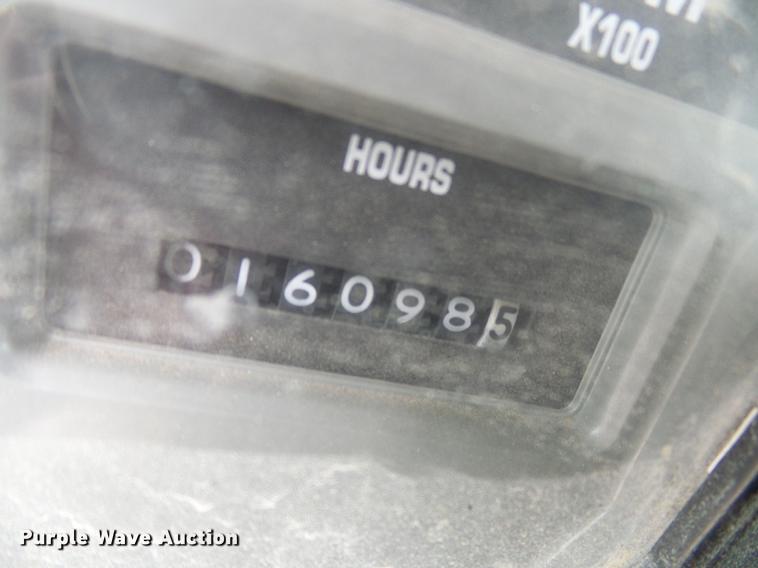 X100
HOURS
0160985
Purple Wave Auction